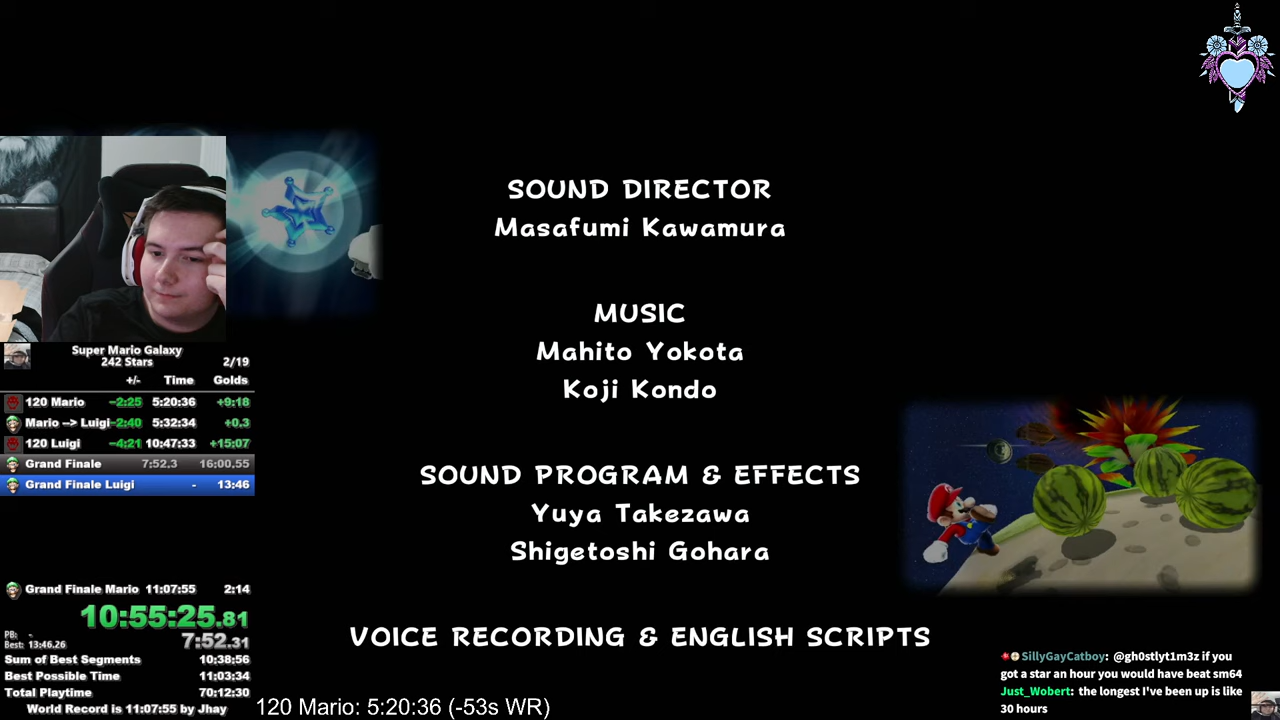 SOUND DIRECTOR
Masafumi Kawamura
MUSIC
Mahito Yokota
Koji Kondo
SOUND PROGRAM & EFFECTS
Yuya Takezawa
Shigetoshi Gohara
VOICE RECORDING & ENGLISH SCRIPTS
Super Mario Galaxy
242 Stars 2/19
+/- Time Golds
120 Mario -2:25 5:20:36 +9:18
Mario --> Luigi -2:40 5:32:34 +0.3
120 Luigi -4:21 10:47:33 +15:07
Grand Finale 7:52.3 16:00.55
Grand Finale Luigi - 13:46
Grand Finale Mario 11:07:55 2:14
10:55:25.81
PB: -
Best: 13:46.26 7:52.31
Sum of Best Segments 10:38:56
Best Possible Time 11:03:34
Total Playtime 70:12:30
World Record is 11:07:55 by Jhay
120 Mario: 5:20:36 (-53s WR)
SillyGayCatboy: @gh0stlyt1m3z if you
got a star an hour you would have beat sm64
Just_Wobert: the longest I've been up is like
30 hours